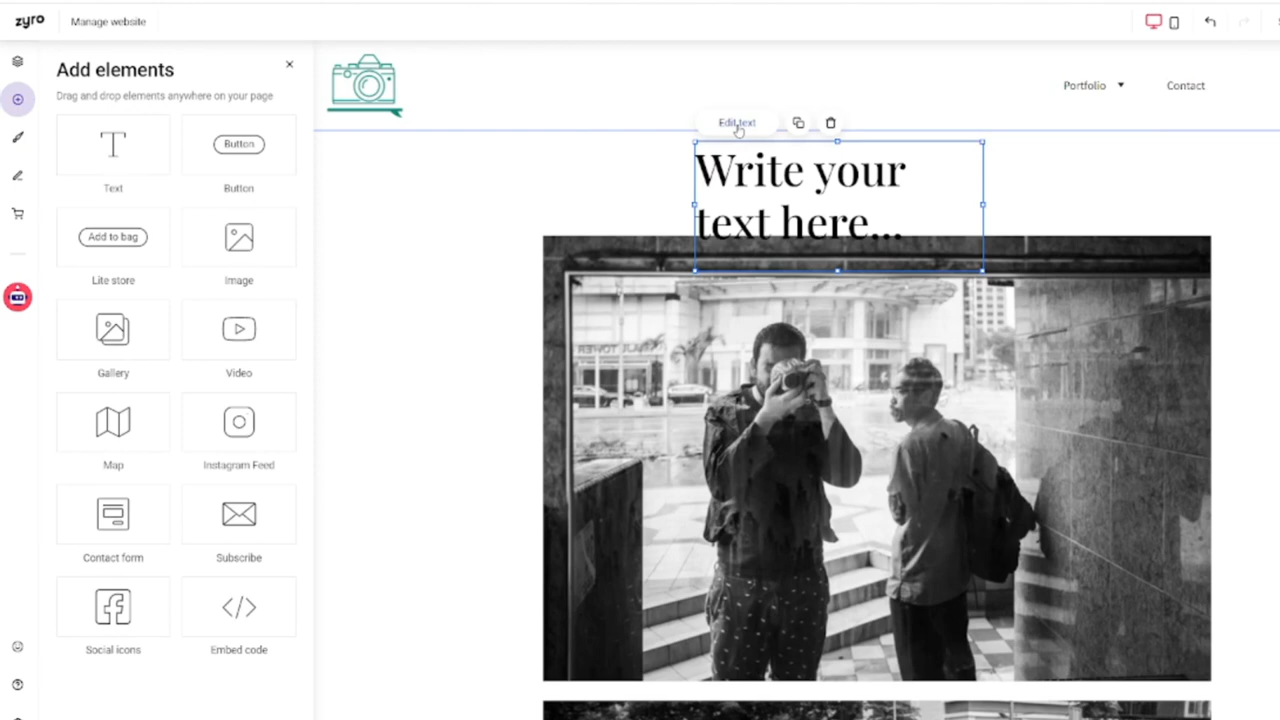 zyro
Manage website
Add elements
Drag and drop elements anywhere on your page
Text
Button
Button
Add to bag
Lite store
Image
Gallery
Video
Map
Instagram Feed
Contact form
Subscribe
Social icons
Embed code
Portfolio
Contact
Edit text
Write your
text here...